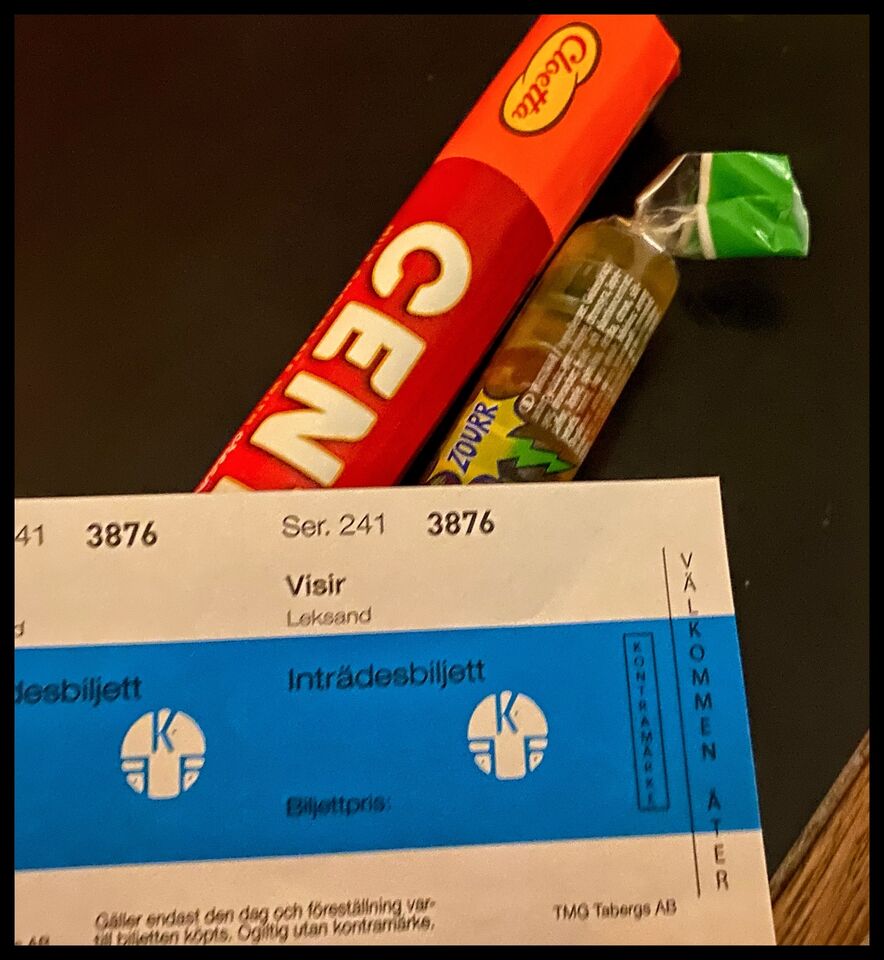 Cloetta
CEN
ZOURR
41 3876
Ser. 241 3876
Visir
Leksand
d
desbiljett
Inträdesbiljett
K
K
Biljettpris:
KONTRAMÄRKE
VÄLKOMMEN ÅTER
Gäller endast den dag och föreställning var-
till biljetten köpts. Ogiltig utan kontramärke.
TMG Tabergs AB
AB